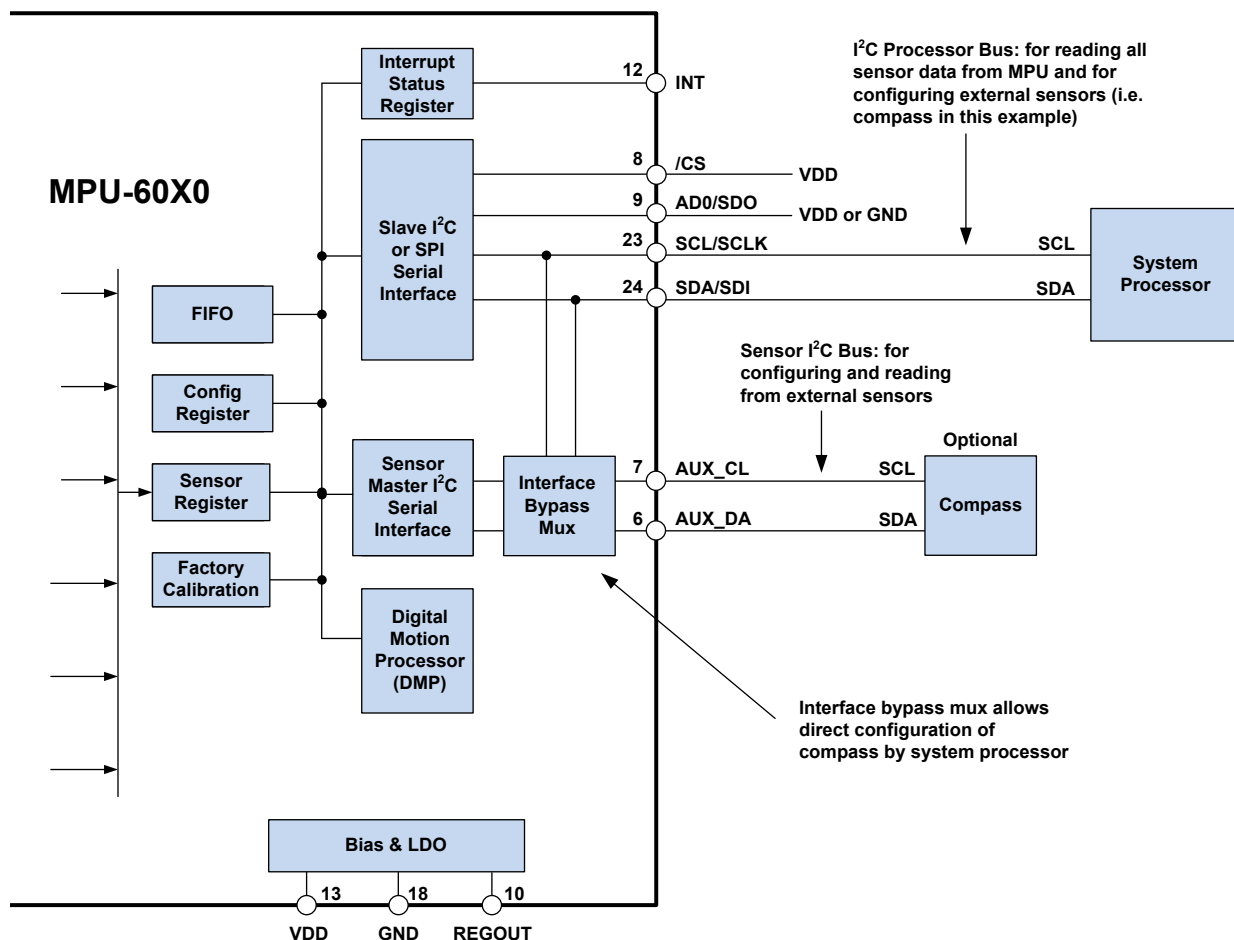 I²C Processor Bus: for reading all
sensor data from MPU and for
configuring external sensors (i.e.
compass in this example)
Interrupt
Status
Register
12
INT
MPU-60X0
Slave I²C
or SPI
Serial
Interface
8
/CS
VDD
9
AD0/SDO
VDD or GND
23
SCL/SCLK
SCL
24
SDA/SDI
SDA
System
Processor
FIFO
Config
Register
Sensor
Register
Factory
Calibration
Sensor I²C Bus: for
configuring and reading
from external sensors
Sensor
Master I²C
Serial
Interface
Interface
Bypass
Mux
7
AUX_CL
SCL
6
AUX_DA
SDA
Optional
Compass
Digital
Motion
Processor
(DMP)
Interface bypass mux allows
direct configuration of
compass by system processor
Bias & LDO
13
18
10
VDD
GND
REGOUT